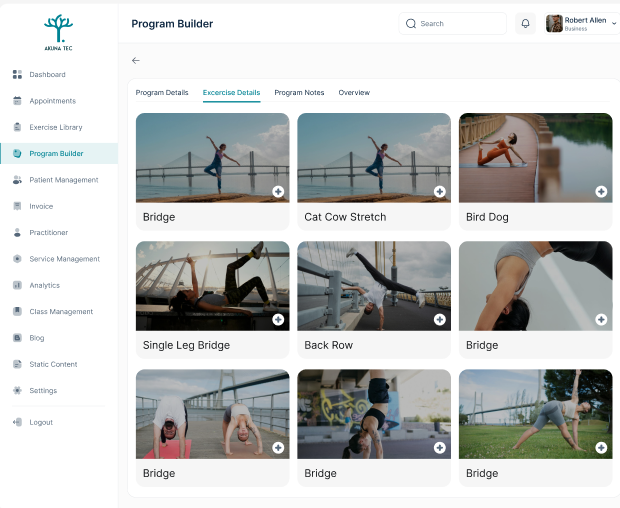 AKUNA TEC
Dashboard
Appointments
Exercise Library
Program Builder
Patient Management
Invoice
Practitioner
Service Management
Analytics
Class Management
Blog
Static Content
Settings
Logout
Program Builder
Search
Robert Allen
Business
Program Details
Excercise Details
Program Notes
Overview
Bridge
Cat Cow Stretch
Bird Dog
Single Leg Bridge
Back Row
Bridge
Bridge
Bridge
Bridge